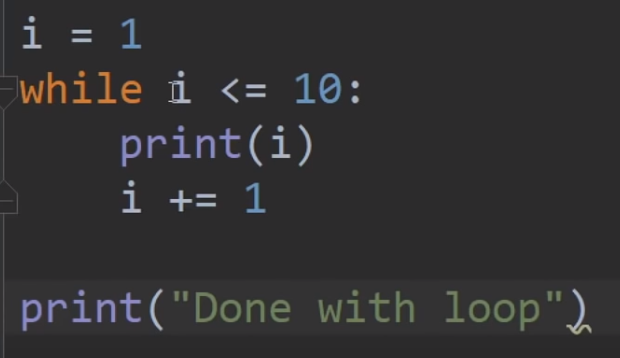 i = 1
while i <= 10:
    print(i)
    i += 1

print("Done with loop")